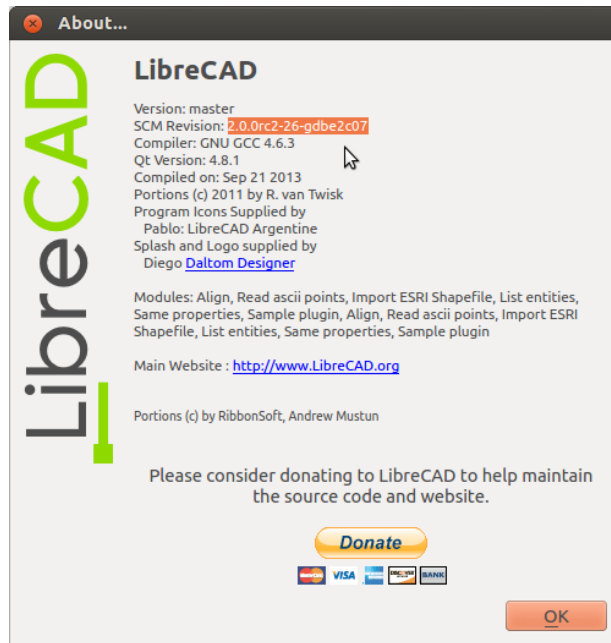 About...
LibreCAD
LibreCAD
Version: master
SCM Revision: 2.0.0rc2-26-gdbe2c07
Compiler: GNU GCC 4.6.3
Qt Version: 4.8.1
Compiled on: Sep 21 2013
Portions (c) 2011 by R. van Twisk
Program Icons Supplied by
Pablo: LibreCAD Argentine
Splash and Logo supplied by
Diego Daltom Designer
Modules: Align, Read ascii points, Import ESRI Shapefile, List entities,
Same properties, Sample plugin, Align, Read ascii points, Import ESRI
Shapefile, List entities, Same properties, Sample plugin
Main Website : http://www.LibreCAD.org
Portions (c) by RibbonSoft, Andrew Mustun
Please consider donating to LibreCAD to help maintain
the source code and website.
Donate
VISA BANK
OK